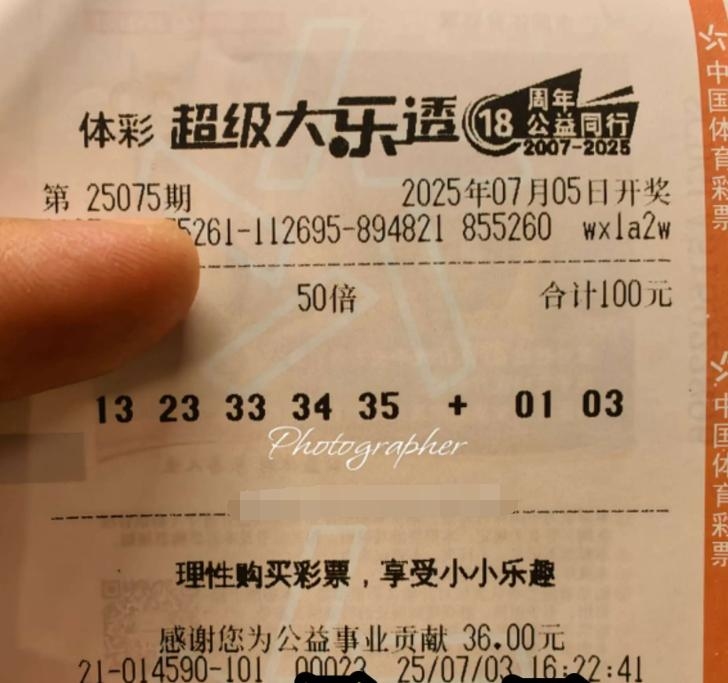 体彩 超级大乐透 18 周年 公益同行 2007-2025
第 25075期 2025年07月05日开奖
5261-112695-894821 855260 wx1a2w
50倍 合计100元
13 23 33 34 35 + 01 03
Photographer
理性购买彩票，享受小小乐趣
感谢您为公益事业贡献 36.00元
21-014590-101 00023 25/07/03 16:22:41
中国体育彩票
中国体育彩票